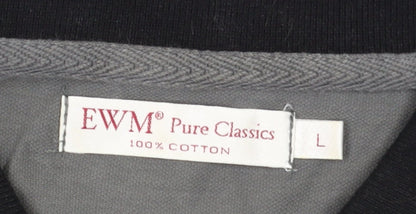 EWM® Pure Classics
100% COTTON
L